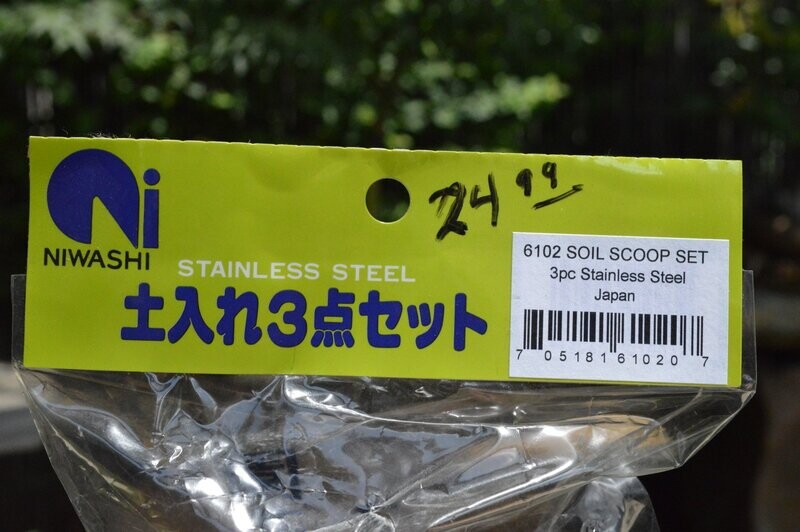 Ni
NIWASHI
24.99
STAINLESS STEEL
土入れ3点セット
6102 SOIL SCOOP SET
3pc Stainless Steel
Japan
7 05181 61020 7